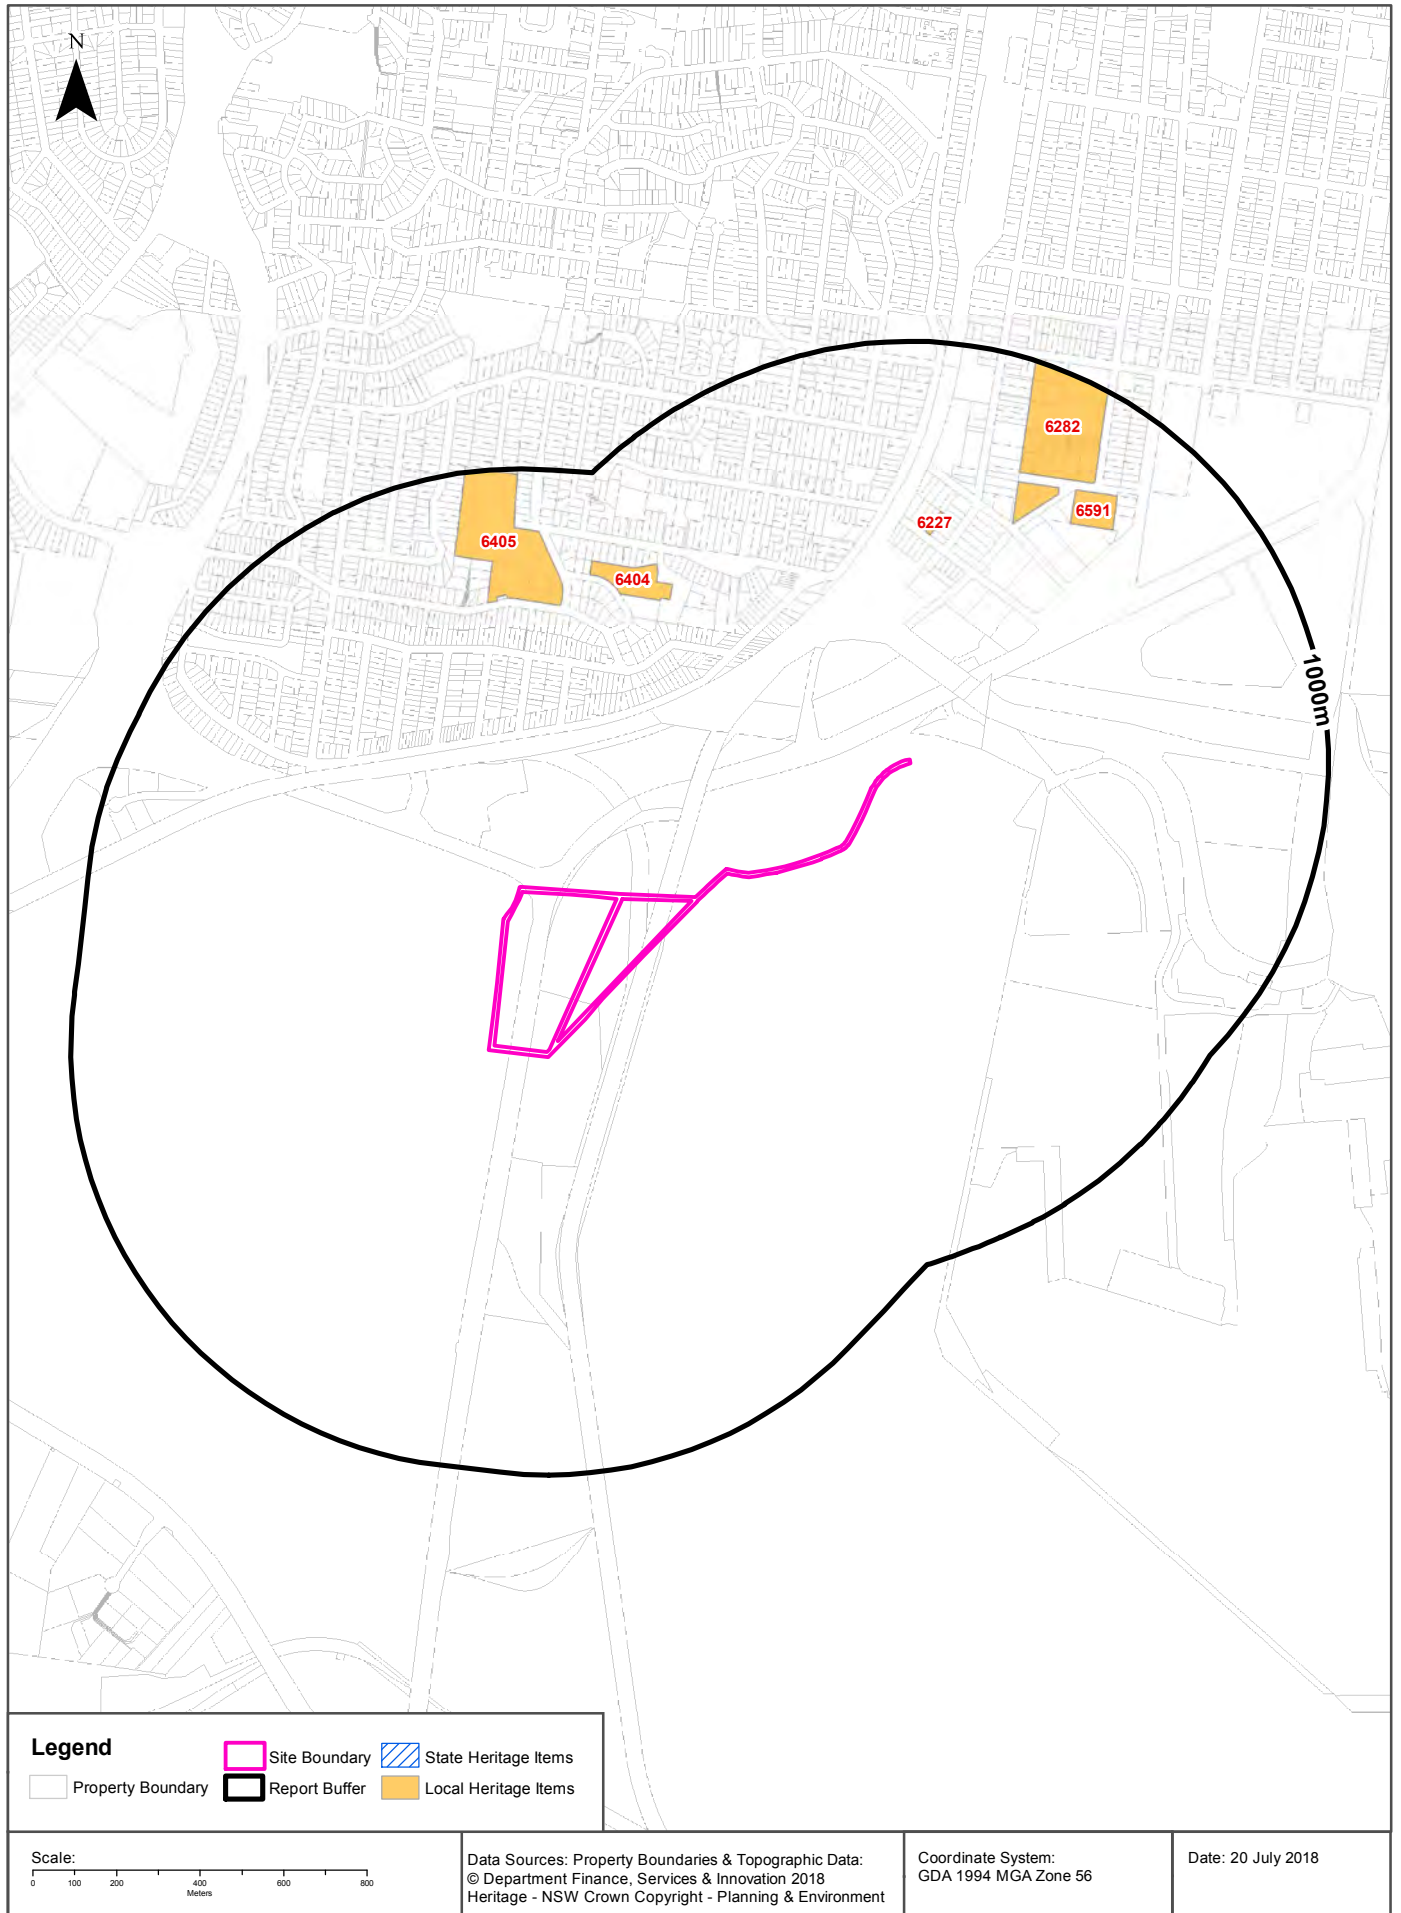 N
6282
6591
6227
6405
6404
1000m
Legend
Site Boundary
State Heritage Items
Property Boundary
Report Buffer
Local Heritage Items
Scale:
0 100 200 400 600 800
Meters
Data Sources: Property Boundaries & Topographic Data:
© Department Finance, Services & Innovation 2018
Heritage - NSW Crown Copyright - Planning & Environment
Coordinate System:
GDA 1994 MGA Zone 56
Date: 20 July 2018